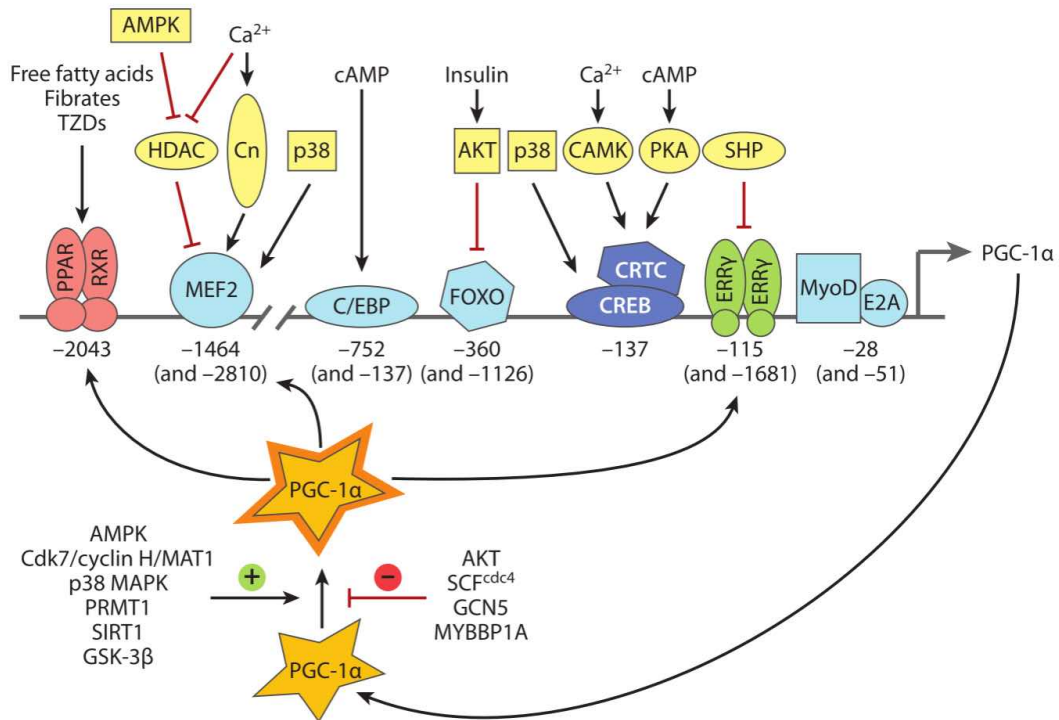 AMPK
Ca²⁺
Free fatty acids
Fibrates
TZDs
cAMP
Insulin
Ca²⁺
cAMP
HDAC
Cn
p38
AKT
p38
CAMK
PKA
SHP
PPAR
RXR
MEF2
C/EBP
FOXO
CRTC
CREB
ERRγ
ERRγ
MyoD
E2A
PGC-1α
–2043
–1464
(and –2810)
–752
(and –137)
–360
(and –1126)
–137
–115
(and –1681)
–28
(and –51)
PGC-1α
AMPK
Cdk7/cyclin H/MAT1
p38 MAPK
PRMT1
SIRT1
GSK-3β
+
–
AKT
SCFᶜᵈᶜ⁴
GCN5
MYBBP1A
PGC-1α